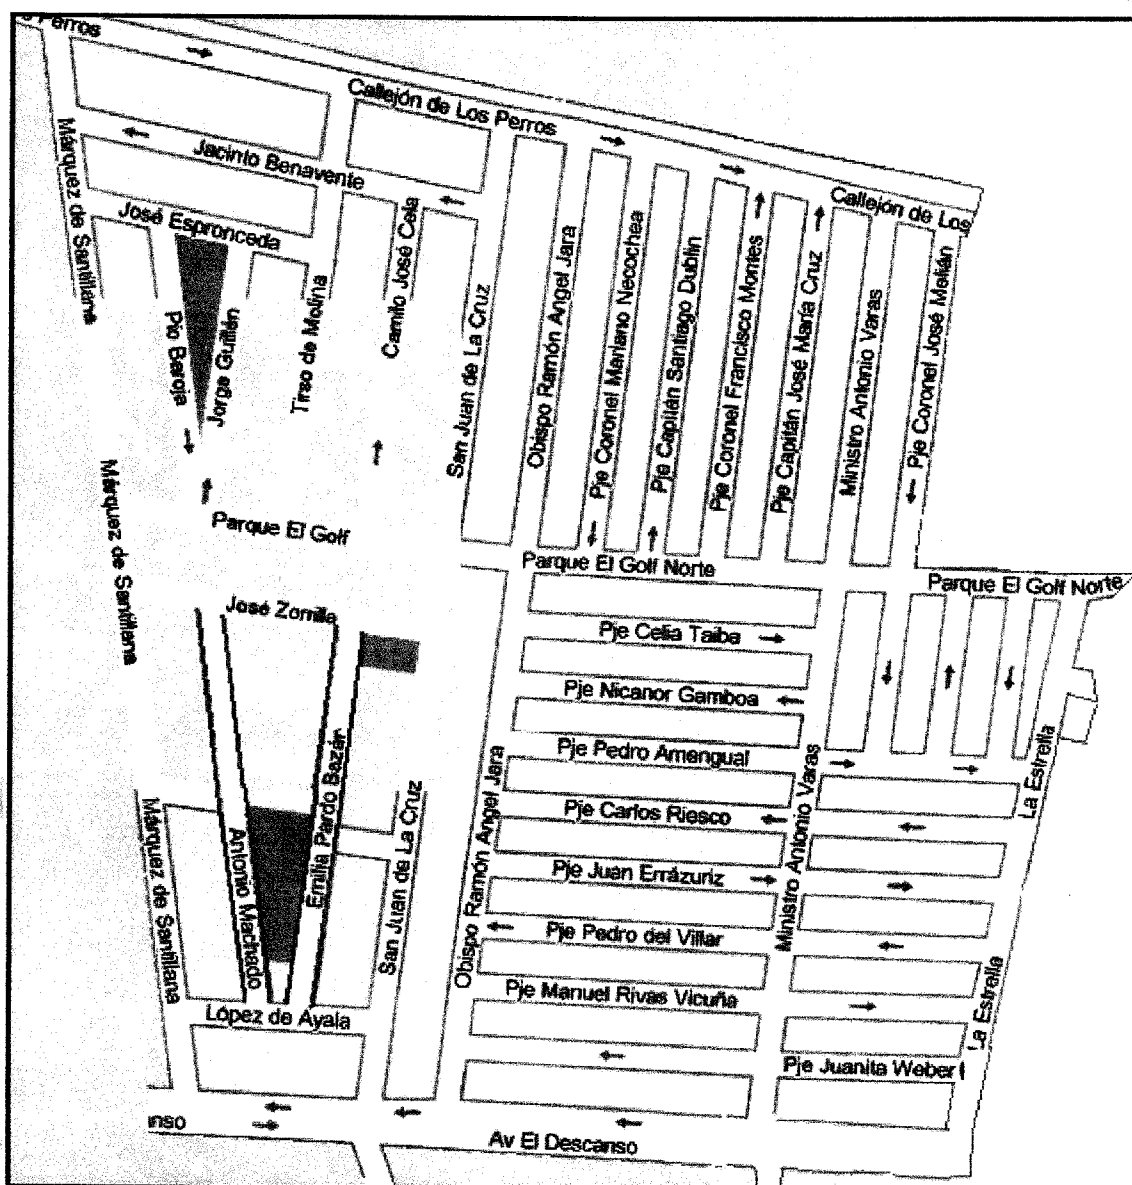 Perros
Callejón de Los Perros
Márquez de Santillana
Jacinto Benavente
José Espronceda
Callejón de Los
Pío Baroja
Jorge Guillén
Tirso de Molina
Camilo José Cela
San Juan de La Cruz
Obispo Ramón Angel Jara
Pje Coronel Mariano Necochea
Pje Capitán Santiago Dublin
Pje Coronel Francisco Montes
Pje Capitán José María Cruz
Ministro Antonio Varas
Pje Coronel José Melián
Márquez de Santillana
Parque El Golf
Parque El Golf Norte
Parque El Golf Norte
José Zorrilla
Pje Celia Taiba
Pje Nicanor Gamboa
Pje Pedro Amengual
Pje Carlos Riesco
Pje Juan Errázuriz
Pje Pedro del Villar
Pje Manuel Rivas Vicuña
Márquez de Santillana
Antonio Machado
Emilia Pardo Bazár
San Juan de La Cruz
Obispo Ramón Angel Jara
Ministro Antonio Varas
La Estrella
La Estrella
López de Ayala
Pje Juanita Weber
Av El Descanso